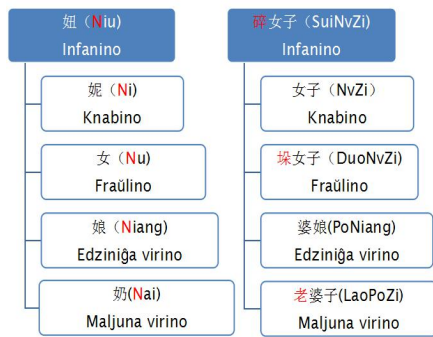 妞（Niu）
Infanino
妮（Ni）
Knabino
女（Nu）
Fraŭlino
娘（Niang）
Edziniĝa virino
奶(Nai)
Maljuna virino
碎女子（SuiNvZi）
Infanino
女子（NvZi）
Knabino
垛女子（DuoNvZi）
Fraŭlino
婆娘(PoNiang)
Edziniĝa virino
老婆子(LaoPoZi)
Maljuna virino